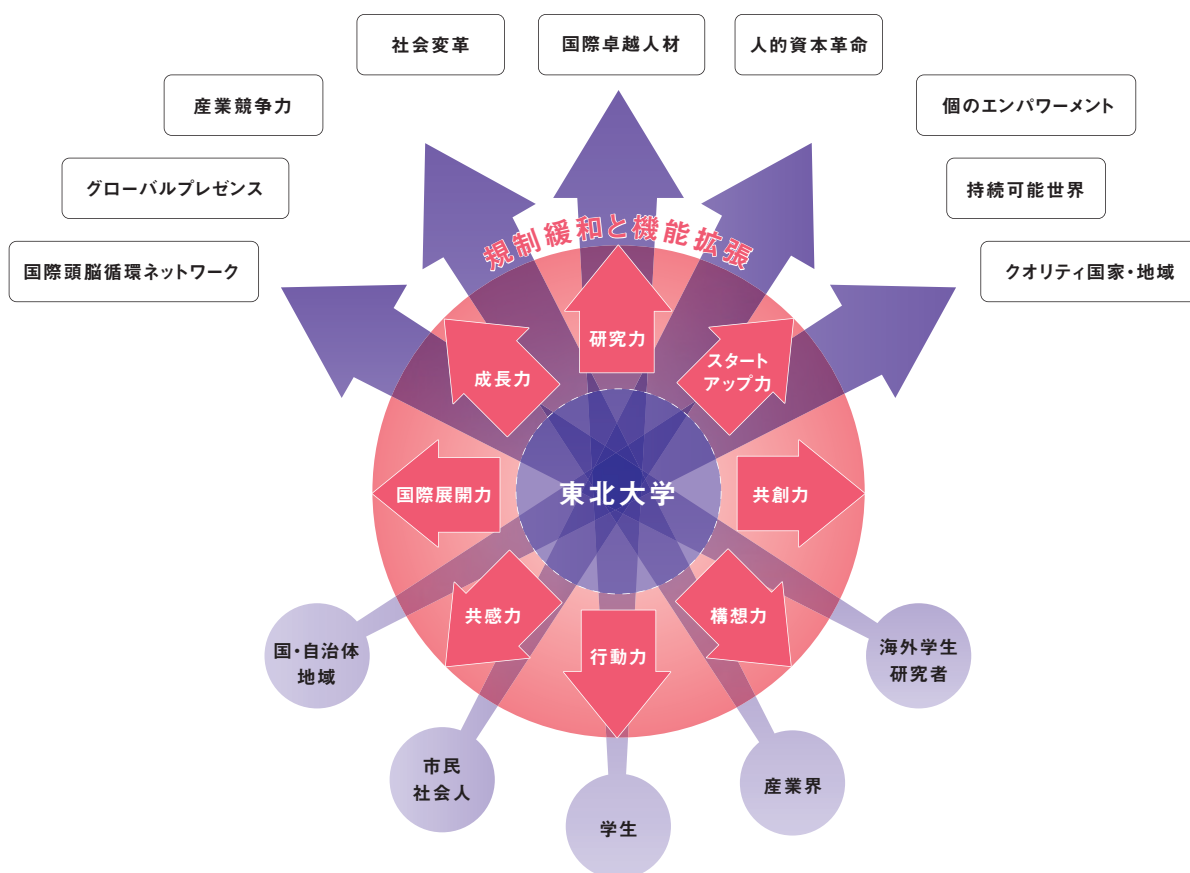 社会変革
国際卓越人材
人的資本革命
産業競争力
個のエンパワーメント
グローバルプレゼンス
持続可能世界
国際頭脳循環ネットワーク
クオリティ国家・地域
規制緩和と機能拡張
研究力
成長力
スタート
アップ力
国際展開力
東北大学
共創力
共感力
行動力
構想力
国・自治体
地域
海外学生
研究者
市民
社会人
産業界
学生